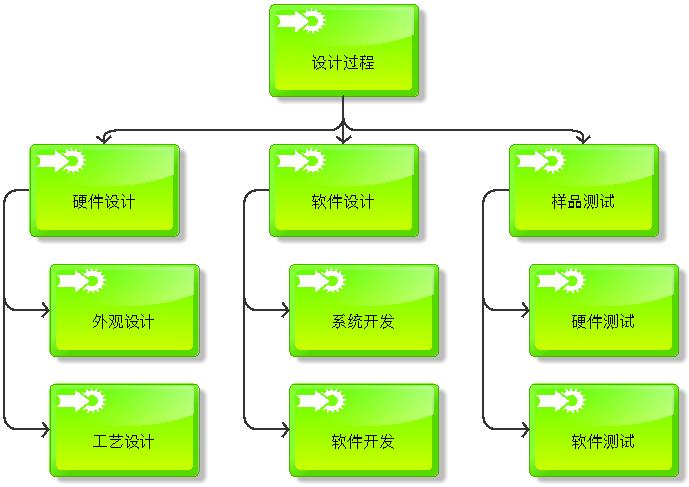 设计过程
硬件设计
软件设计
样品测试
外观设计
系统开发
硬件测试
工艺设计
软件开发
软件测试